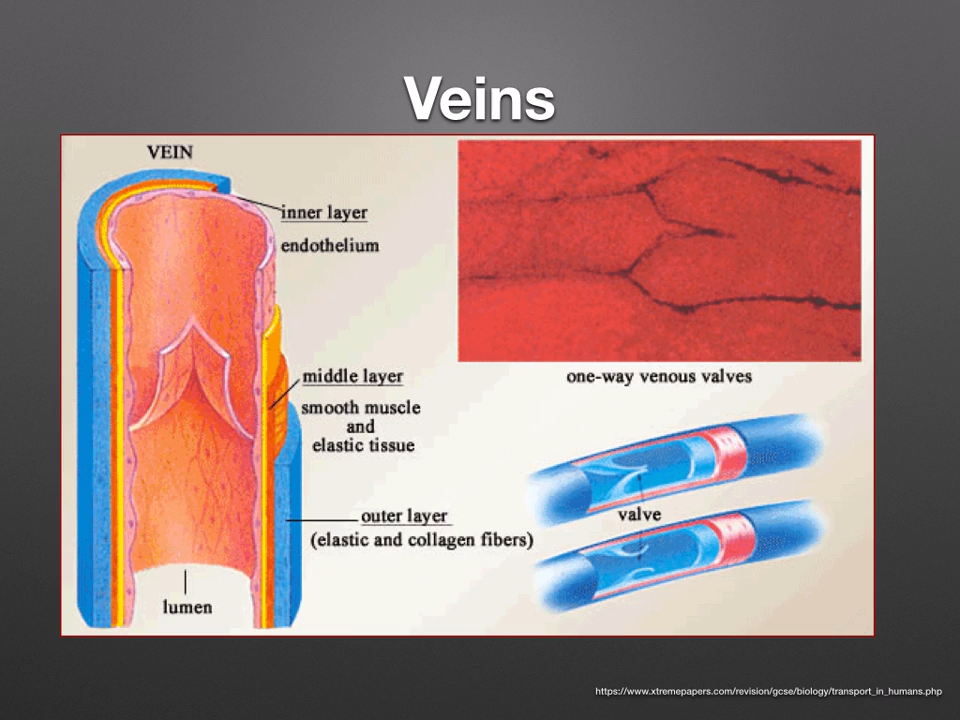 Veins
VEIN
inner layer
endothelium
middle layer
smooth muscle
and
elastic tissue
outer layer
(elastic and collagen fibers)
lumen
one-way venous valves
valve
https://www.xtremepapers.com/revision/gcse/biology/transport_in_humans.php